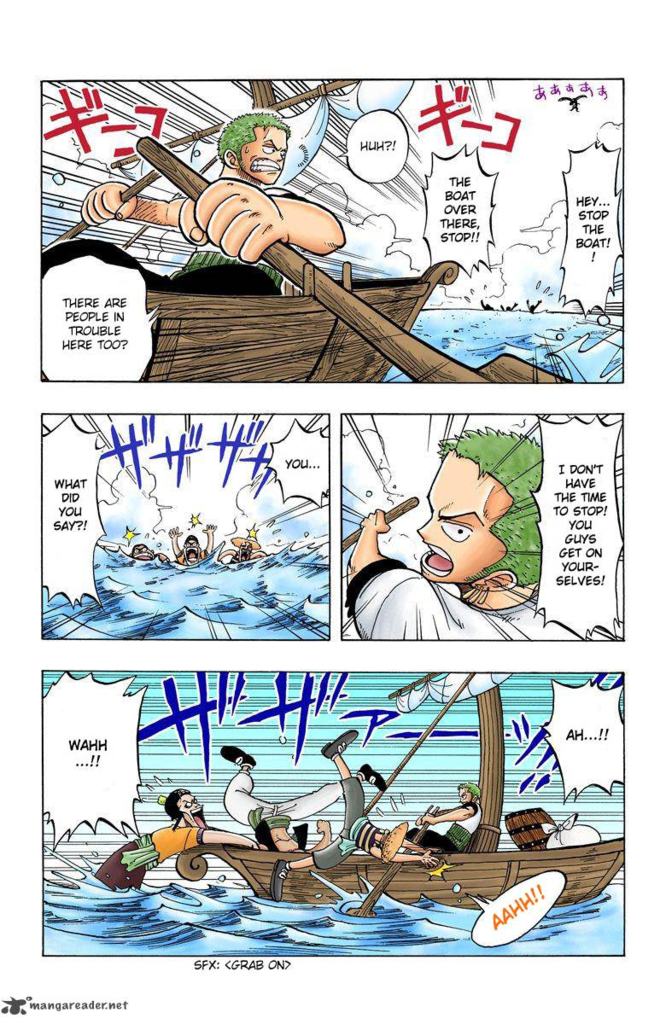 ギーコ
ギーコ
あぁぁぁぁ
HEY...
STOP
THE
BOAT!
!
THE
BOAT
OVER
THERE,
STOP!!
HUH?!
THERE ARE
PEOPLE IN
TROUBLE
HERE TOO?
ザ
ザザザ
YOU...
WHAT
DID
YOU
SAY?!
I DON'T
HAVE
THE TIME
TO STOP!
YOU
GUYS
GET ON
YOUR-
SELVES!
ザザァーーッ!!
AH...!!
WAHH
...!!
AAHH!!
SFX: <GRAB ON>
mangareader.net